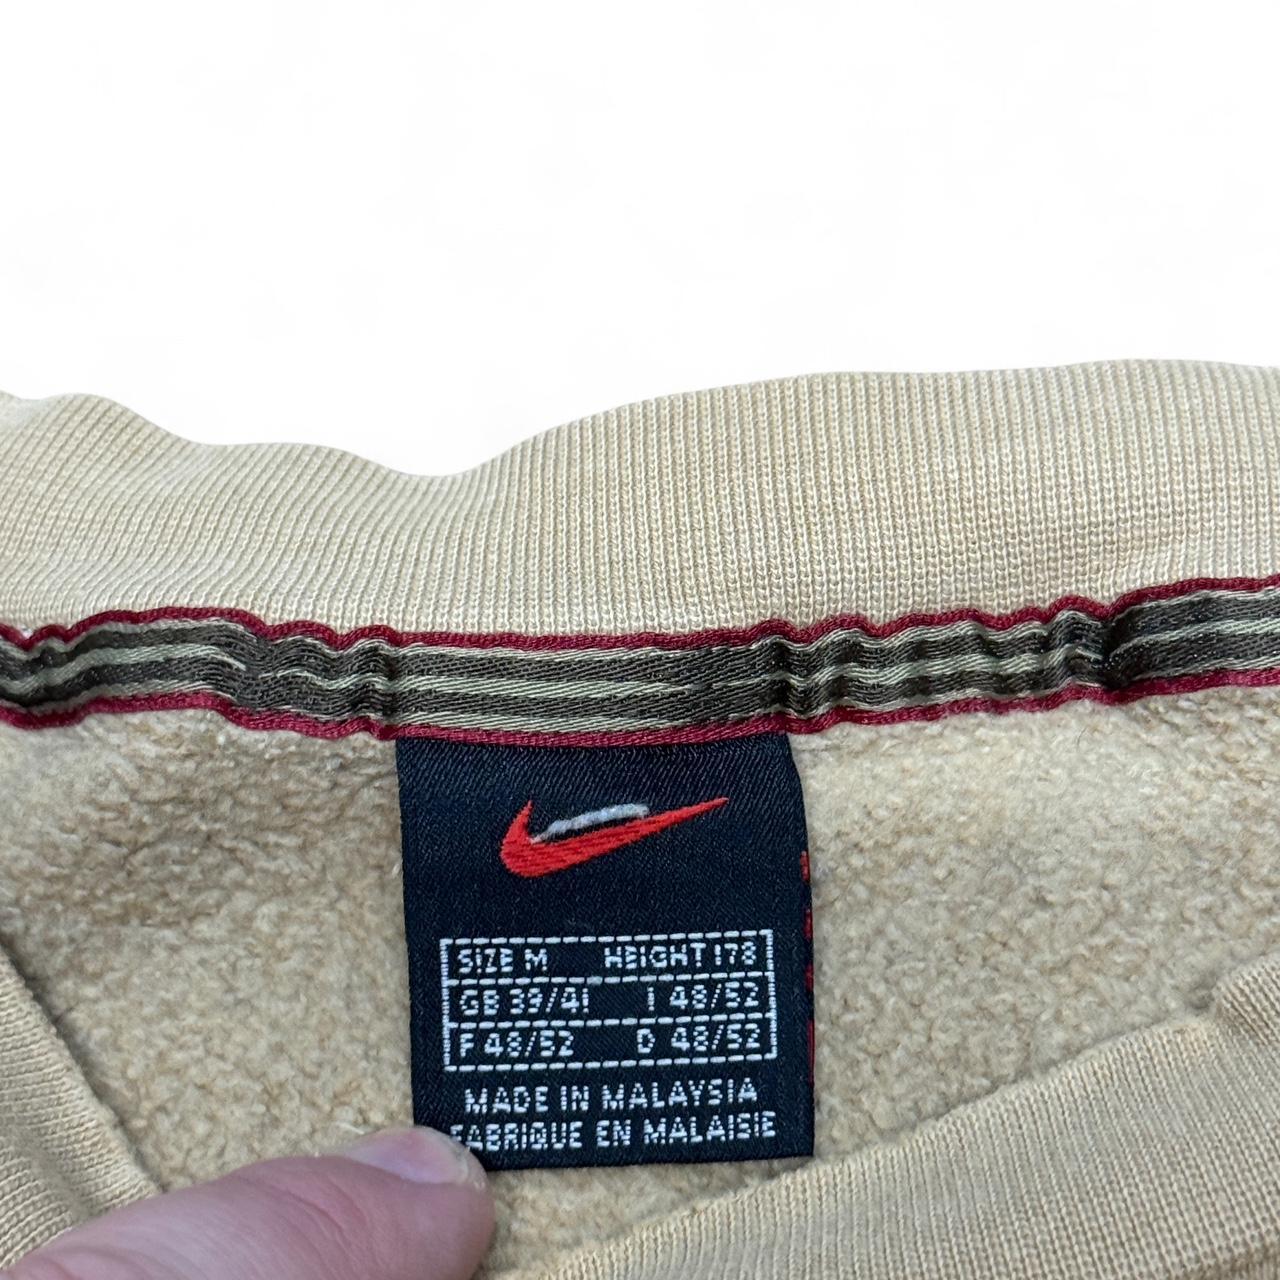 SIZE M HEIGHT 178
GB 39/41 I 48/52
F 48/52 D 48/52
MADE IN MALAYSIA
FABRIQUE EN MALAISIE